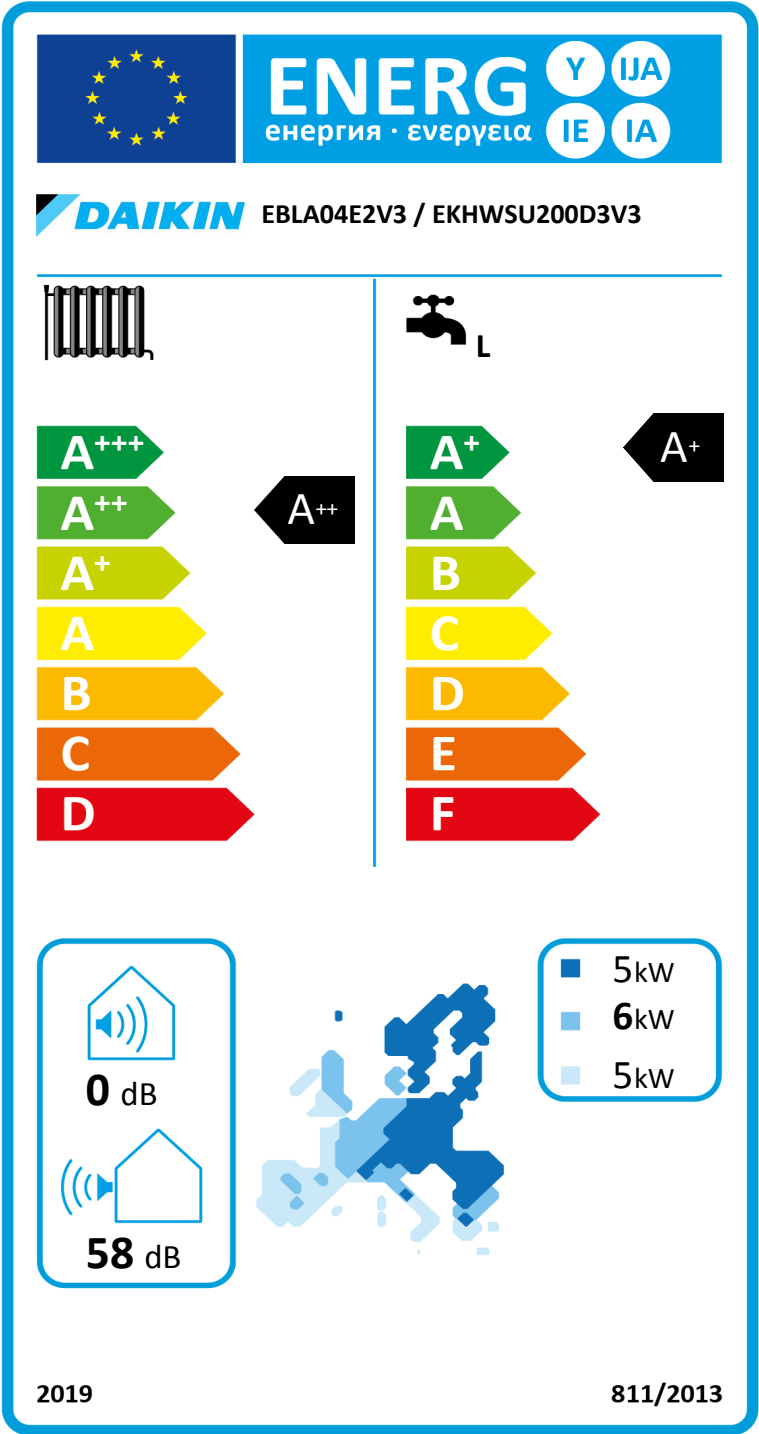 ENERG
енергия · ενεργεια
Y IJA
IE IA
DAIKIN EBLA04E2V3 / EKHWSU200D3V3
L
A+++
A++
A+
A
B
C
D
A++
A+
A
B
C
D
E
F
A+
0 dB
58 dB
5kW
6kW
5kW
2019
811/2013